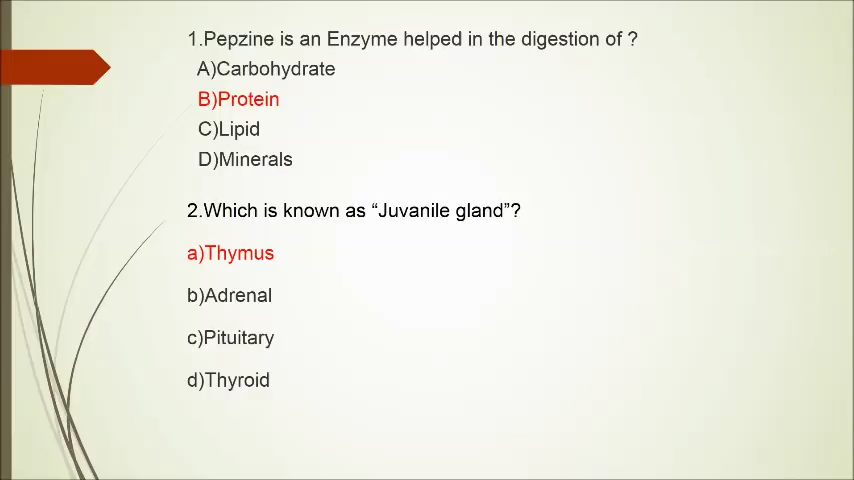 1.Pepzine is an Enzyme helped in the digestion of ?
A)Carbohydrate
B)Protein
C)Lipid
D)Minerals
2.Which is known as “Juvanile gland”?
a)Thymus
b)Adrenal
c)Pituitary
d)Thyroid